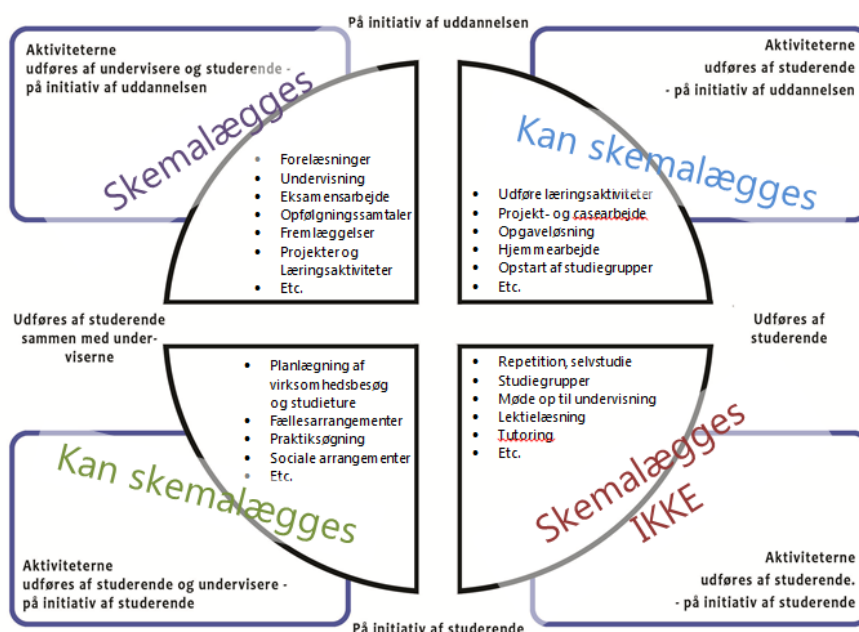 På initiativ af uddannelsen
Aktiviteterne
udføres af undervisere og studerende -
på initiativ af uddannelsen
Aktiviteterne
udføres af studerende
- på initiativ af uddannelsen
Skemalægges
Kan skemalægges
• Forelæsninger
• Undervisning
• Eksamensarbejde
• Opfølgningssamtaler
• Fremlæggelser
• Projekter og
Læringsaktiviteter
• Etc.
• Udføre læringsaktiviteter
• Projekt- og casearbejde
• Opgaveløsning
• Hjemmearbejde
• Opstart af studiegrupper
• Etc.
Udføres af studerende
sammen med under-
viserne
Udføres af
studerende
• Planlægning af
virksomhedsbesøg
og studieture
• Fællesarrangementer
• Praktiksøgning
• Sociale arrangementer
• Etc.
• Repetition, selvstudie
• Studiegrupper
• Møde op til undervisning
• Lektielæsning
• Tutoring
• Etc.
Kan skemalægges
Skemalægges
IKKE
Aktiviteterne
udføres af studerende og undervisere -
på initiativ af studerende
Aktiviteterne
udføres af studerende.
- på initiativ af studerende
På initiativ af studerende